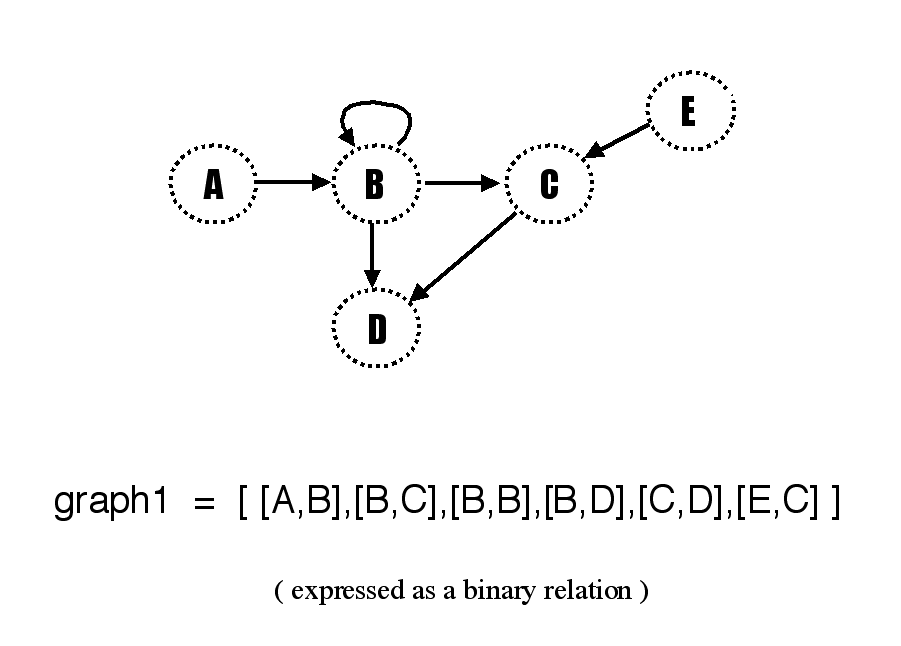 E
A B C
D
graph1 = [ [A,B],[B,C],[B,B],[B,D],[C,D],[E,C] ]
( expressed as a binary relation )